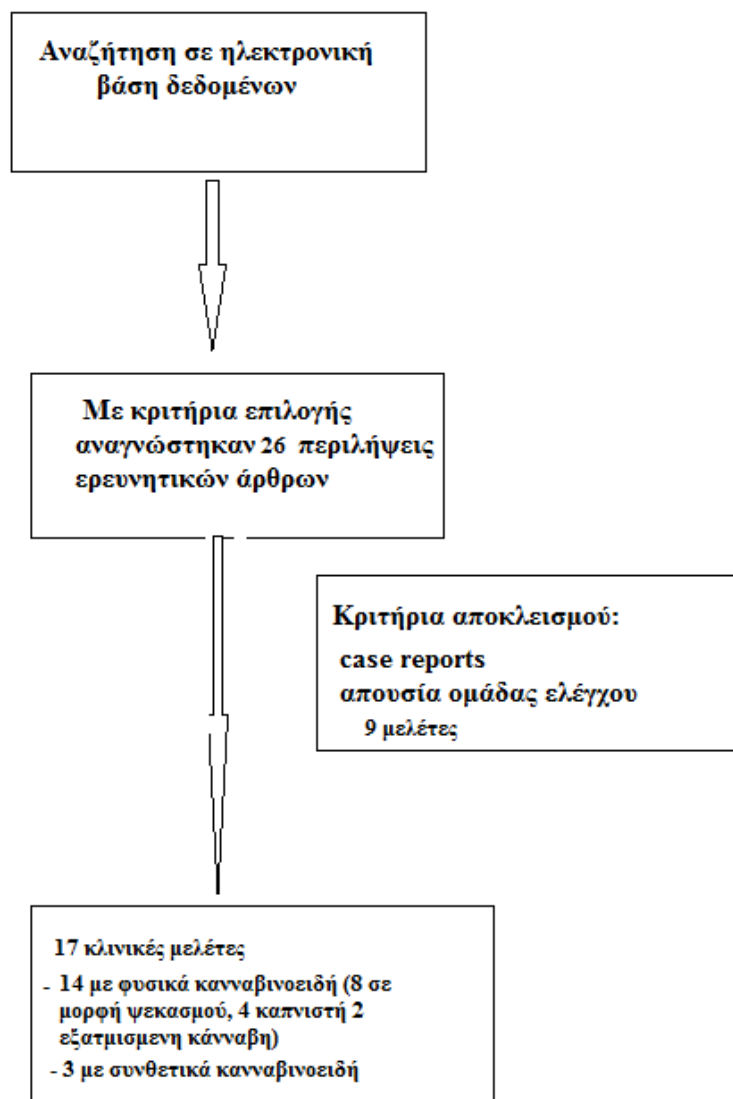 Αναζήτηση σε ηλεκτρονική
βάση δεδομένων
Με κριτήρια επιλογής
αναγνώστηκαν 26 περιλήψεις
ερευνητικών άρθρων
Κριτήρια αποκλεισμού:
case reports
απουσία ομάδας ελέγχου
9 μελέτες
17 κλινικές μελέτες
- 14 με φυσικά κανναβινοειδή (8 σε
μορφή ψεκασμού, 4 καπνιστή 2
εξατμισμενη κάνναβη)
- 3 με συνθετικά κανναβινοειδή